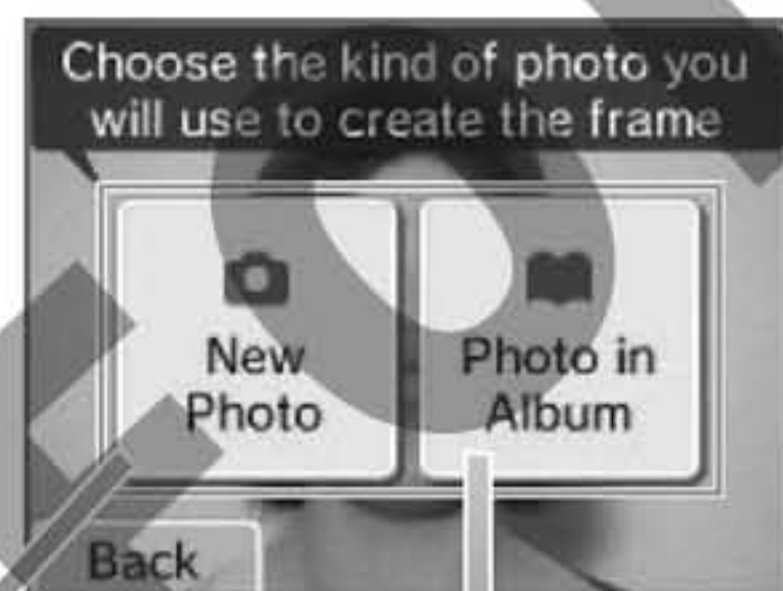 Choose the kind of photo you
will use to create the frame
New
Photo
Photo in
Album
Back